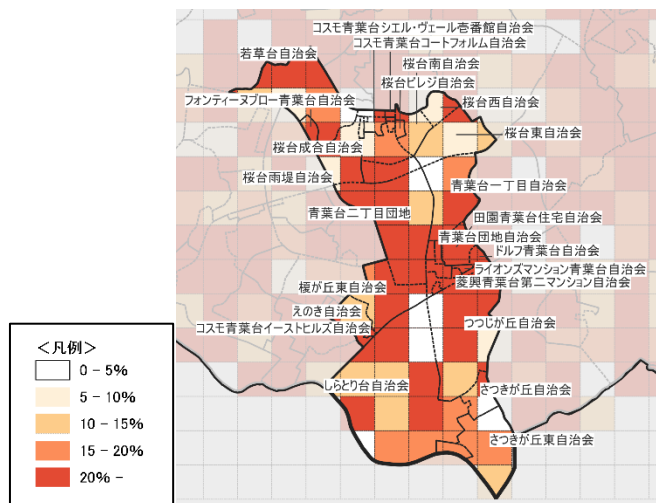 コスモ青葉台シエル・ヴェール壱番館自治会
コスモ青葉台コートフォルム自治会
若草台自治会
桜台南自治会
桜台ビレジ自治会
フォンティーヌブロー青葉台自治会
桜台西自治会
桜台東自治会
桜台成合自治会
桜台雨堤自治会
青葉台一丁目自治会
青葉台二丁目団地
田園青葉台住宅自治会
青葉台団地自治会
ドルフ青葉台自治会
ライオンズマンション青葉台自治会
榎が丘東自治会
菱興青葉台第二マンション自治会
えのき自治会
つつじが丘自治会
コスモ青葉台イーストヒルズ自治会
しらとり台自治会
さつきが丘自治会
さつきが丘東自治会
＜凡例＞
0 - 5%
5 - 10%
10 - 15%
15 - 20%
20% -